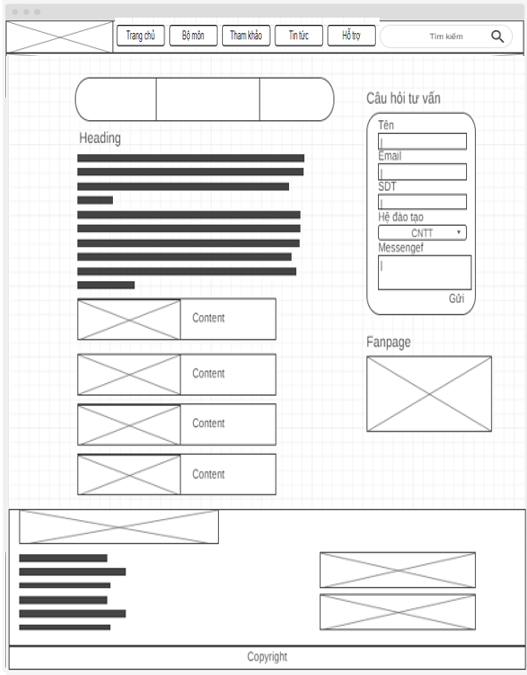 Trang chủ
Bộ môn
Tham khảo
Tin tức
Hỗ trợ
Tìm kiếm
Câu hỏi tư vấn
Tên
Email
SDT
Hệ đào tạo
CNTT
Messengef
Gửi
Heading
Content
Content
Content
Content
Fanpage
Copyright